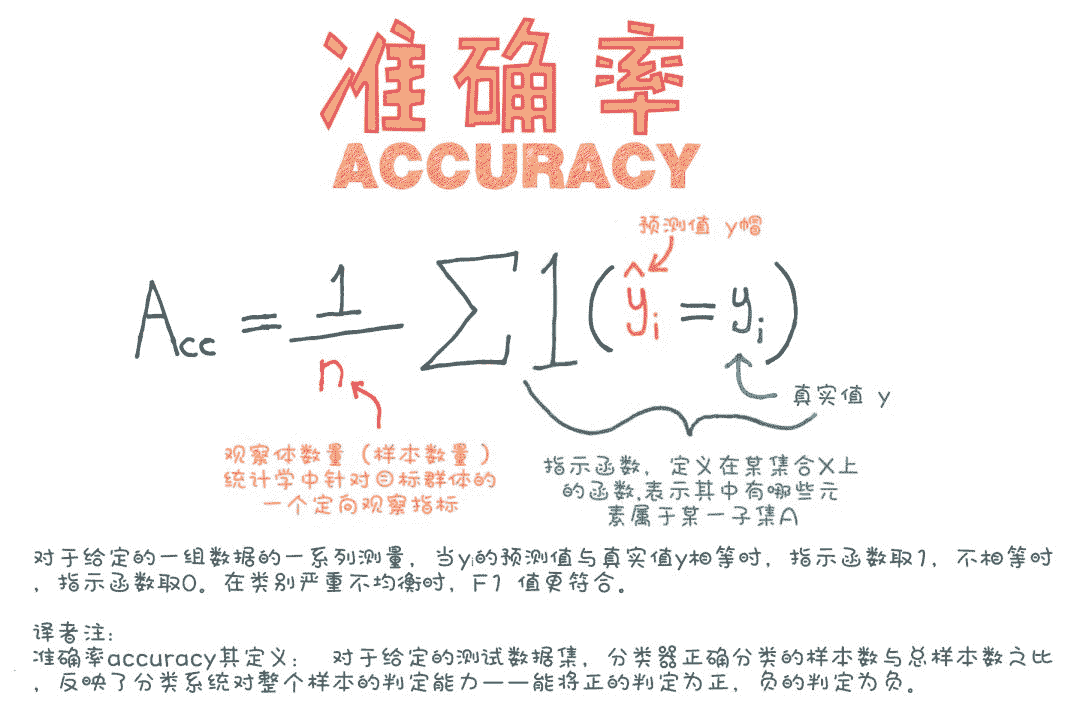 准确率
ACCURACY
预测值 y帽
Acc = 1/n ∑ 1(ŷi = yi)
真实值 y
观察体数量（样本数量）
统计学中针对目标群体的
一个定向观察指标
指示函数，定义在某集合X上
的函数,表示其中有哪些元
素属于某一子集A
对于给定的一组数据的一系列测量，当yi的预测值与真实值y相等时，指示函数取1，不相等时
，指示函数取0。在类别严重不均衡时，F1 值更符合。
译者注：
准确率accuracy其定义： 对于给定的测试数据集，分类器正确分类的样本数与总样本数之比
，反映了分类系统对整个样本的判定能力——能将正的判定为正，负的判定为负。